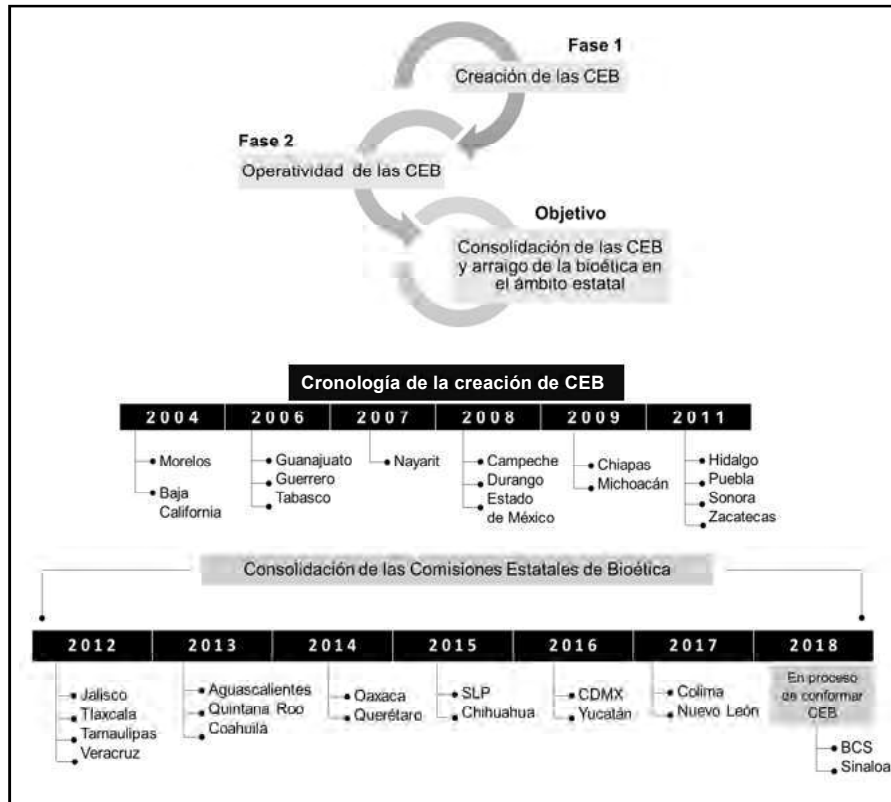 Fase 1
Creación de las CEB
Fase 2
Operatividad de las CEB
Objetivo
Consolidación de las CEB
y arraigo de la bioética en
el ámbito estatal
Cronología de la creación de CEB
2004 2006 2007 2008 2009 2011
Morelos
Baja
California
Guanajuato
Guerrero
Tabasco
Nayarit
Campeche
Durango
Estado
de México
Chiapas
Michoacán
Hidalgo
Puebla
Sonora
Zacatecas
Consolidación de las Comisiones Estatales de Bioética
2012 2013 2014 2015 2016 2017 2018
Jalisco
Tlaxcala
Tamaulipas
Veracruz
Aguascalientes
Quintana Roo
Coahuila
Oaxaca
Querétaro
SLP
Chihuahua
CDMX
Yucatán
Colima
Nuevo León
En proceso
de conformar
CEB
BCS
Sinaloa